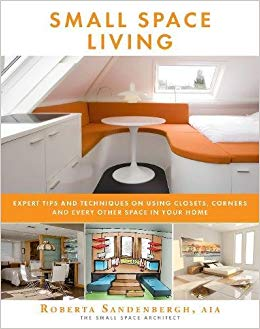 SMALL SPACE
LIVING
EXPERT TIPS AND TECHNIQUES ON USING CLOSETS, CORNERS
AND EVERY OTHER SPACE IN YOUR HOME
ROBERTA SANDENBERGH, AIA
THE SMALL SPACE ARCHITECT